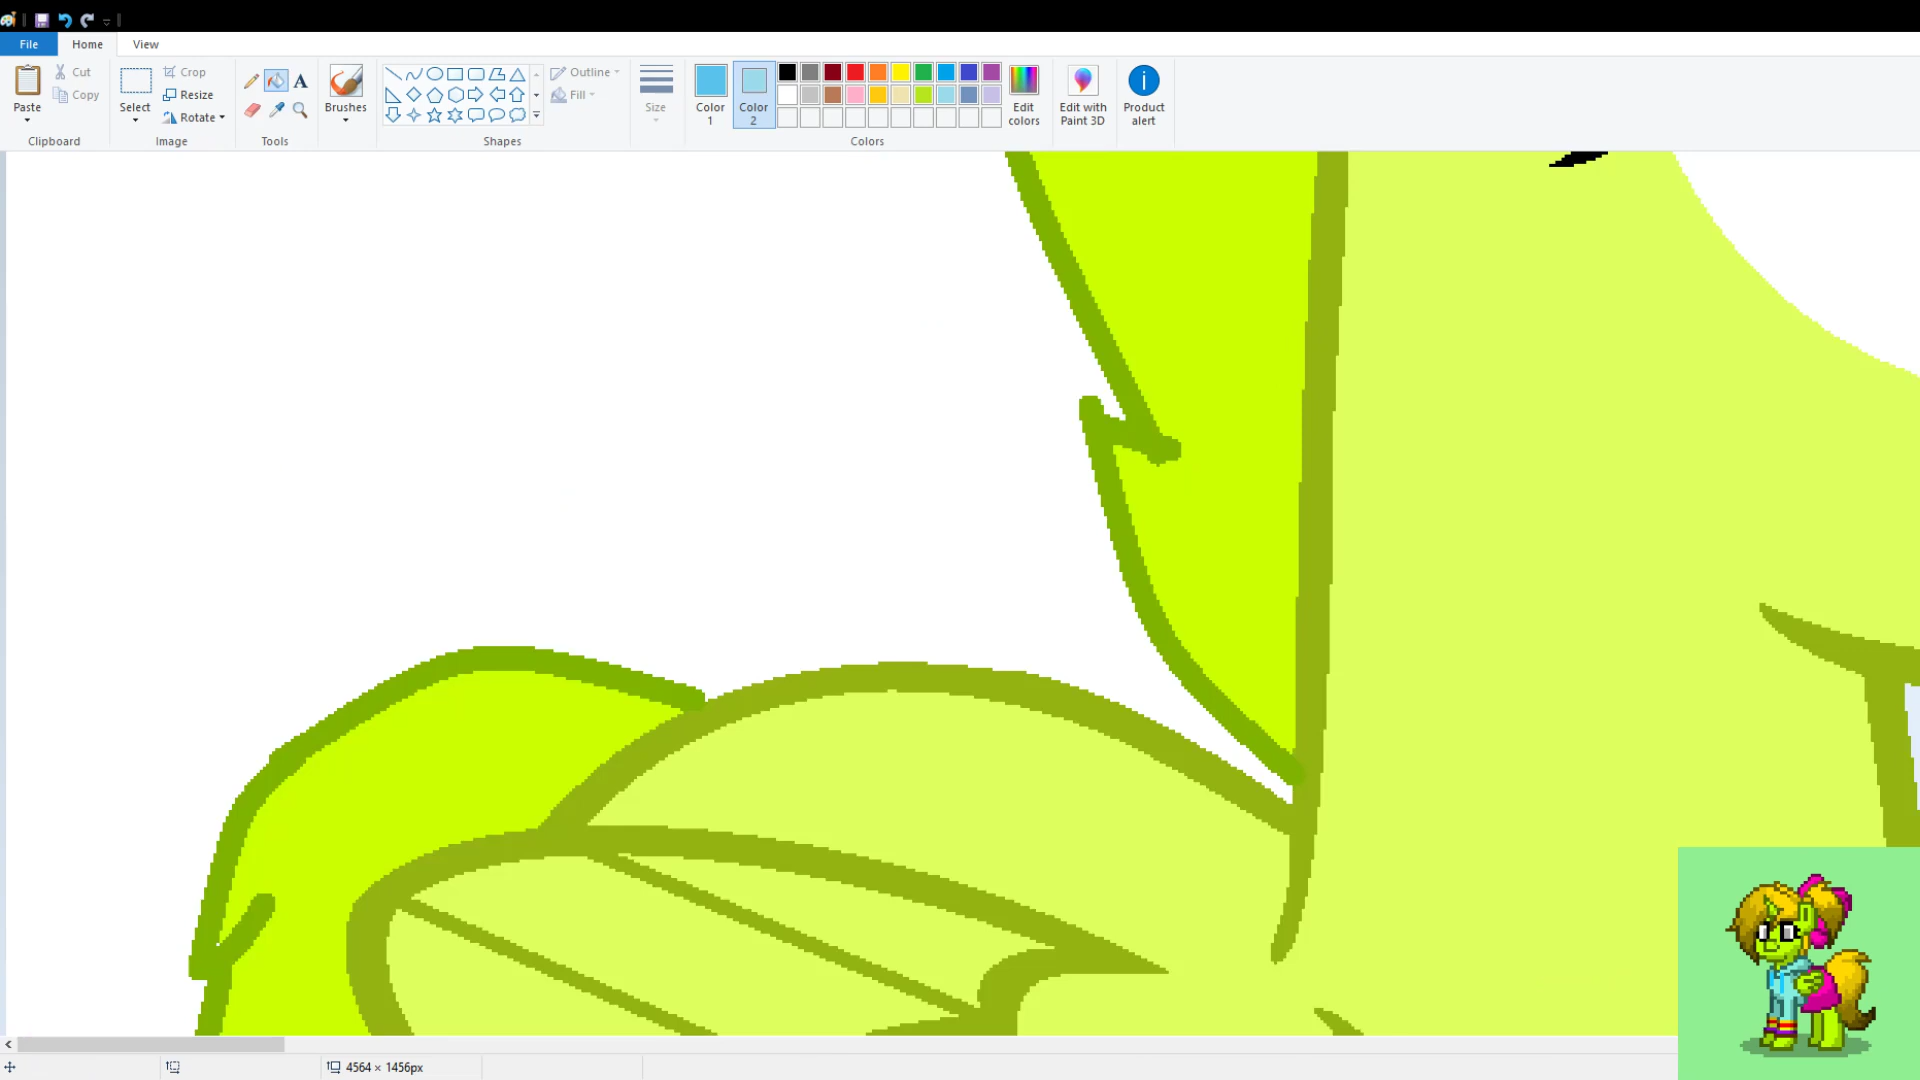 File Home View
Paste Cut Copy Clipboard
Select Crop Resize Rotate Image
A Tools
Brushes
Outline Fill Shapes
Size
Color 1 Color 2 Edit colors Colors
Edit with Paint 3D
Product alert
4564 × 1456px